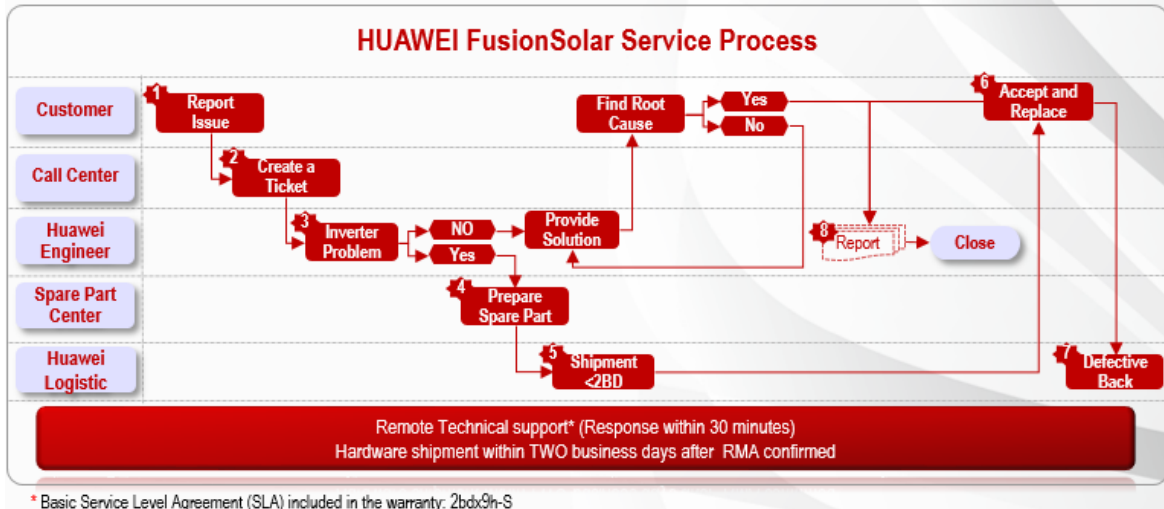 HUAWEI FusionSolar Service Process
Customer
1
Report
Issue
Find Root
Cause
Yes
No
6
Accept and
Replace
Call Center
2
Create a
Ticket
Huawei
Engineer
3
Inverter
Problem
NO
Yes
Provide
Solution
8
Report
Close
Spare Part
Center
4
Prepare
Spare Part
Huawei
Logistic
5
Shipment
<2BD
7
Defective
Back
Remote Technical support* (Response within 30 minutes)
Hardware shipment within TWO business days after RMA confirmed
* Basic Service Level Agreement (SLA) included in the warranty: 2bdx9h-S